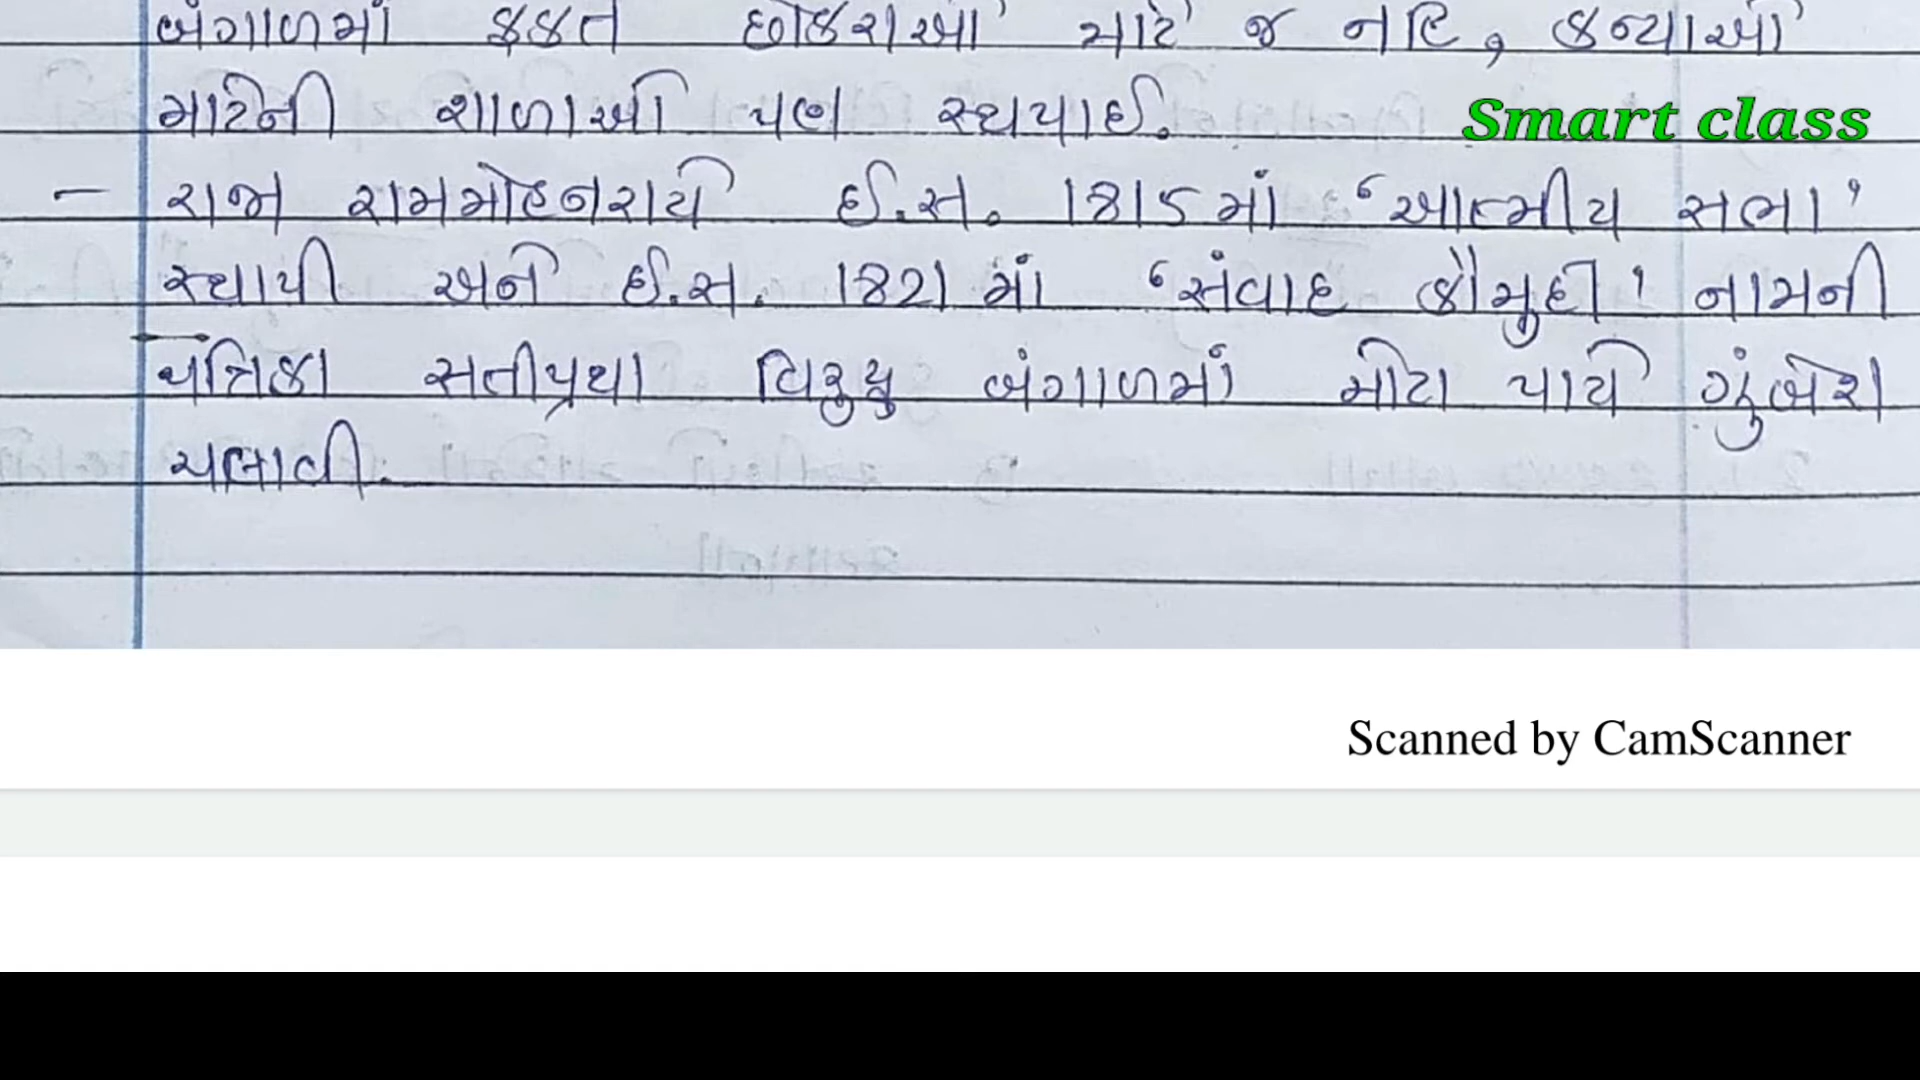 બંગાળમાં ફક્ત છોકરાઓ માટે જ નહિ, કન્યાઓ
માટેની શાળાઓ પણ સ્થપાઈ.
Smart class
- રાજા રામમોહનરાયે ઈ.સ. 1815માં 'આત્મીય સભા'
સ્થાપી અને ઈ.સ. 1821માં 'સંવાદ કૌમુદી' નામની
પત્રિકા સતીપ્રથા વિરુધ્ધ બંગાળમાં મોટા પાયે ઝુંબેશ
ચલાવી.
Scanned by CamScanner